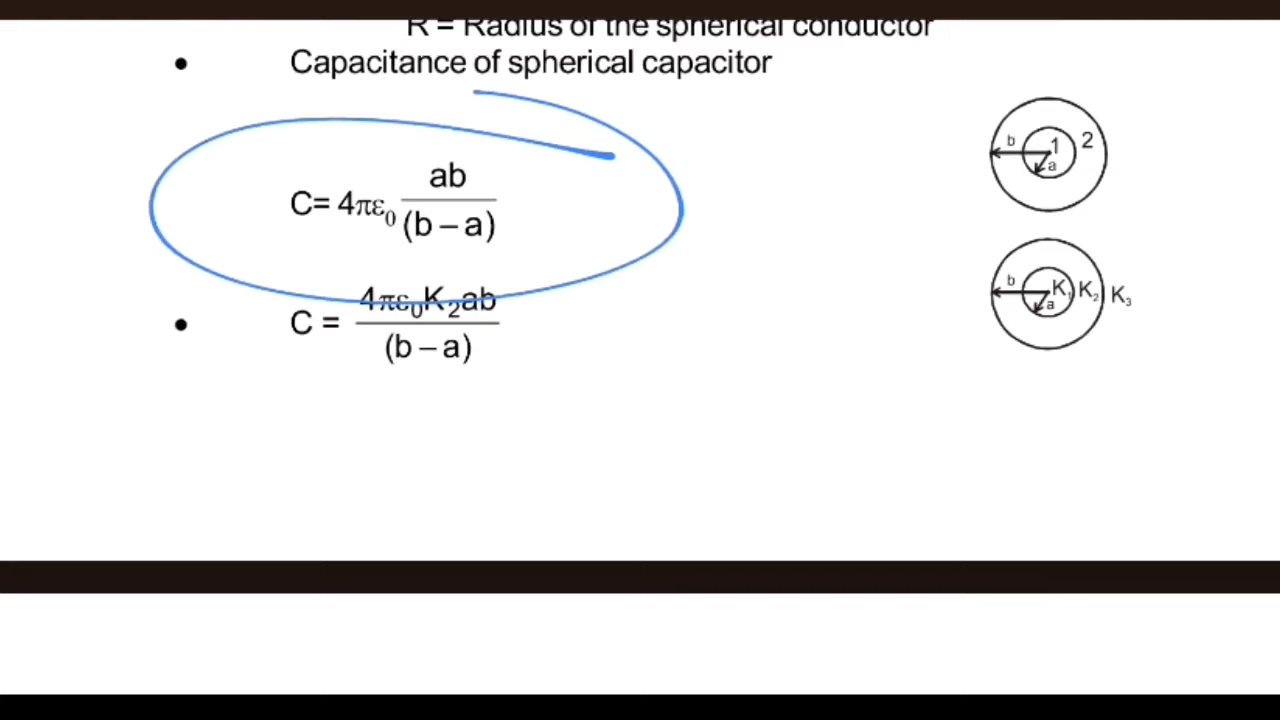 R = Radius of the spherical conductor
• Capacitance of spherical capacitor
C= 4πε₀ ab/(b – a)
• C = 4πε₀K₂ab/(b – a)
b 1 2
a
b K₁ K₂ K₃
a